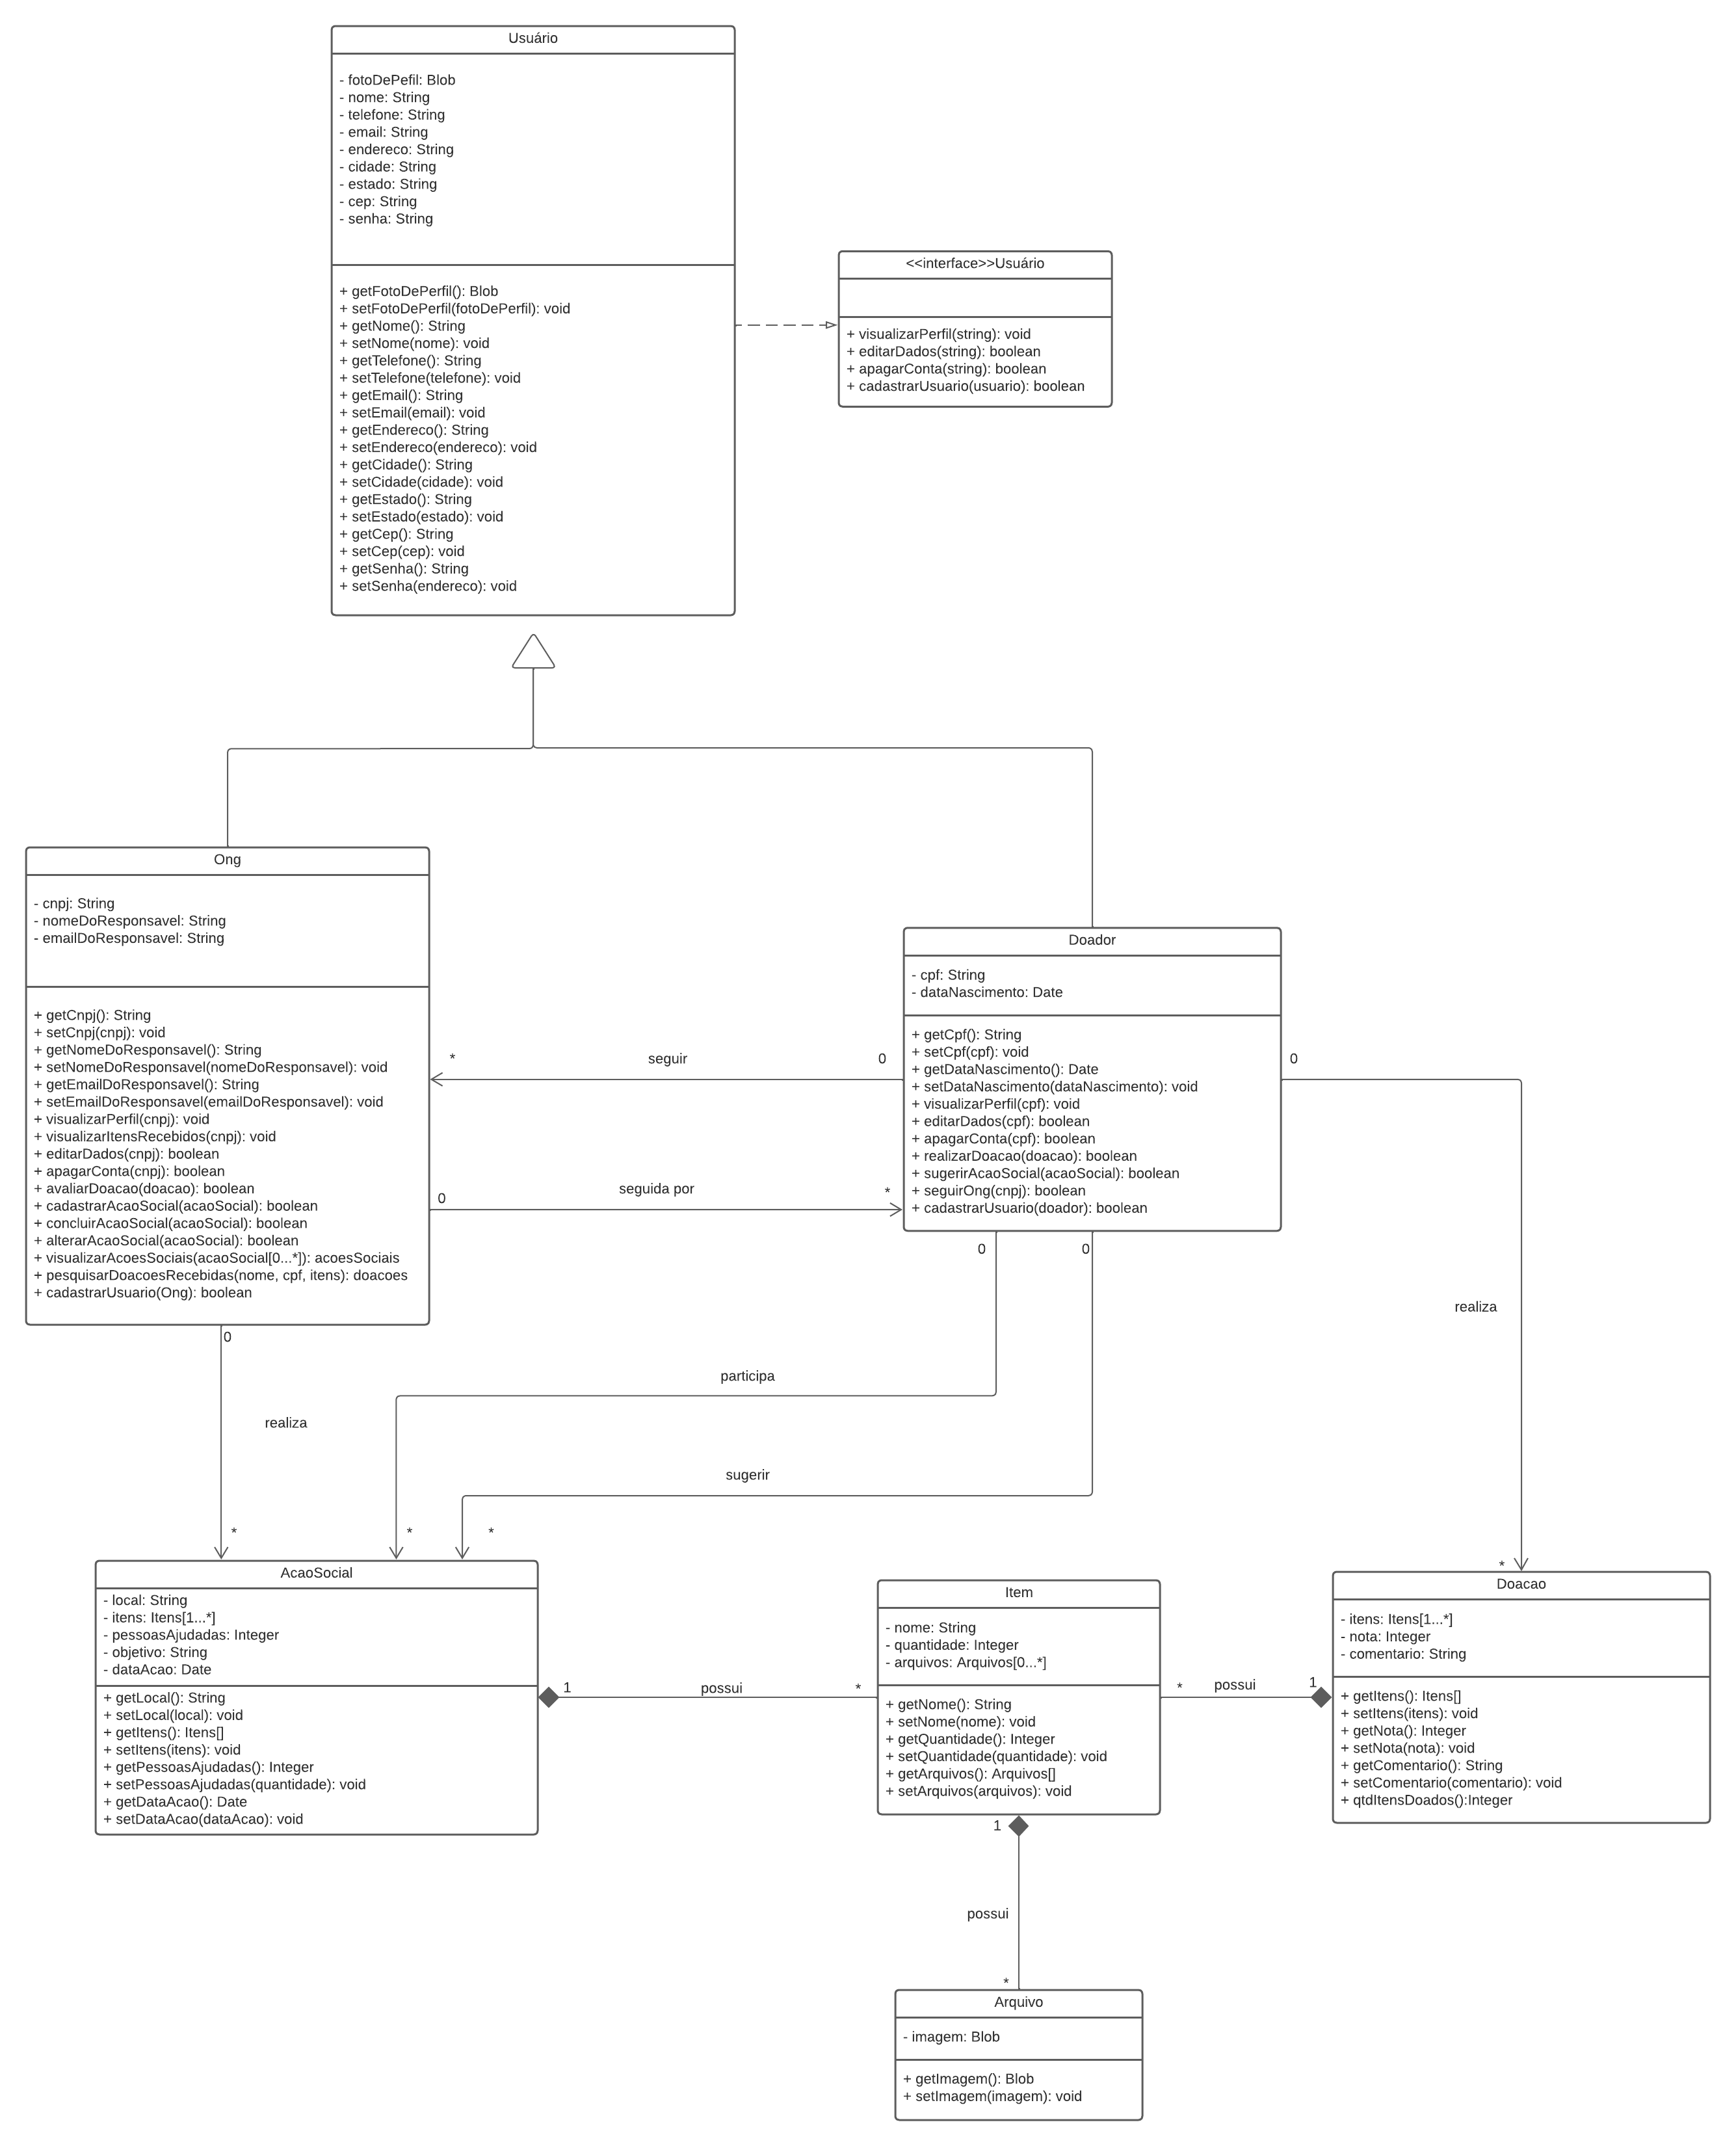 Usuário
- fotoDePefil: Blob
- nome: String
- telefone: String
- email: String
- endereco: String
- cidade: String
- estado: String
- cep: String
- senha: String
+ getFotoDePerfil(): Blob
+ setFotoDePerfil(fotoDePerfil): void
+ getNome(): String
+ setNome(nome): void
+ getTelefone(): String
+ setTelefone(telefone): void
+ getEmail(): String
+ setEmail(email): void
+ getEndereco(): String
+ setEndereco(endereco): void
+ getCidade(): String
+ setCidade(cidade): void
+ getEstado(): String
+ setEstado(estado): void
+ getCep(): String
+ setCep(cep): void
+ getSenha(): String
+ setSenha(endereco): void
<<interface>>Usuário
+ visualizarPerfil(string): void
+ editarDados(string): boolean
+ apagarConta(string): boolean
+ cadastrarUsuario(usuario): boolean
Ong
- cnpj: String
- nomeDoResponsavel: String
- emailDoResponsavel: String
+ getCnpj(): String
+ setCnpj(cnpj): void
+ getNomeDoResponsavel(): String
+ setNomeDoResponsavel(nomeDoResponsavel): void
+ getEmailDoResponsavel(): String
+ setEmailDoResponsavel(emailDoResponsavel): void
+ visualizarPerfil(cnpj): void
+ visualizarItensRecebidos(cnpj): void
+ editarDados(cnpj): boolean
+ apagarConta(cnpj): boolean
+ avaliarDoacao(doacao): boolean
+ cadastrarAcaoSocial(acaoSocial): boolean
+ concluirAcaoSocial(acaoSocial): boolean
+ alterarAcaoSocial(acaoSocial): boolean
+ visualizarAcoesSociais(acaoSocial[0...*]): acoesSociais
+ pesquisarDoacoesRecebidas(nome, cpf, itens): doacoes
+ cadastrarUsuario(Ong): boolean
* seguir 0
0 seguida por *
Doador
- cpf: String
- dataNascimento: Date
+ getCpf(): String
+ setCpf(cpf): void
+ getDataNascimento(): Date
+ setDataNascimento(dataNascimento): void
+ visualizarPerfil(cpf): void
+ editarDados(cpf): boolean
+ apagarConta(cpf): boolean
+ realizarDoacao(doacao): boolean
+ sugerirAcaoSocial(acaoSocial): boolean
+ seguirOng(cnpj): boolean
+ cadastrarUsuario(doador): boolean
0
realiza
*
0
participa
*
0
sugerir
*
0
realiza
*
AcaoSocial
- local: String
- itens: Itens[1...*]
- pessoasAjudadas: Integer
- objetivo: String
- dataAcao: Date
+ getLocal(): String
+ setLocal(local): void
+ getItens(): Itens[]
+ setItens(itens): void
+ getPessoasAjudadas(): Integer
+ setPessoasAjudadas(quantidade): void
+ getDataAcao(): Date
+ setDataAcao(dataAcao): void
1 possui *
Item
- nome: String
- quantidade: Integer
- arquivos: Arquivos[0...*]
+ getNome(): String
+ setNome(nome): void
+ getQuantidade(): Integer
+ setQuantidade(quantidade): void
+ getArquivos(): Arquivos[]
+ setArquivos(arquivos): void
* possui 1
Doacao
- itens: Itens[1...*]
- nota: Integer
- comentario: String
+ getItens(): Itens[]
+ setItens(itens): void
+ getNota(): Integer
+ setNota(nota): void
+ getComentario(): String
+ setComentario(comentario): void
+ qtdItensDoados():Integer
1
possui
*
Arquivo
- imagem: Blob
+ getImagem(): Blob
+ setImagem(imagem): void